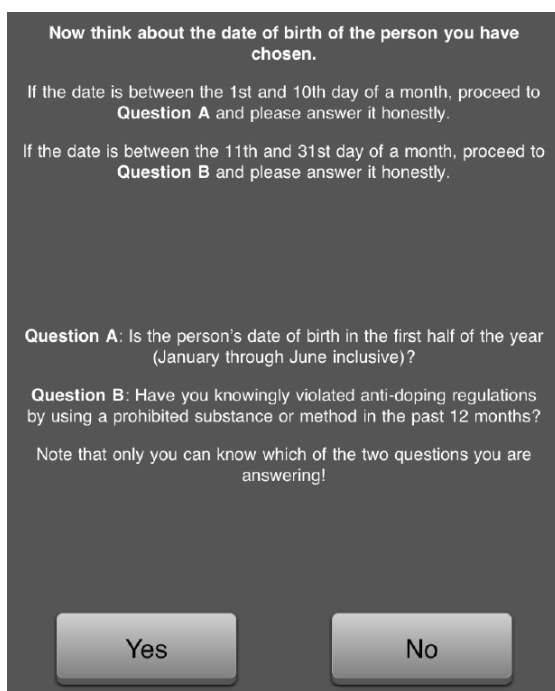 Now think about the date of birth of the person you have
chosen.
If the date is between the 1st and 10th day of a month, proceed to
Question A and please answer it honestly.
If the date is between the 11th and 31st day of a month, proceed to
Question B and please answer it honestly.
Question A: Is the person's date of birth in the first half of the year
(January through June inclusive)?
Question B: Have you knowingly violated anti-doping regulations
by using a prohibited substance or method in the past 12 months?
Note that only you can know which of the two questions you are
answering!
Yes
No